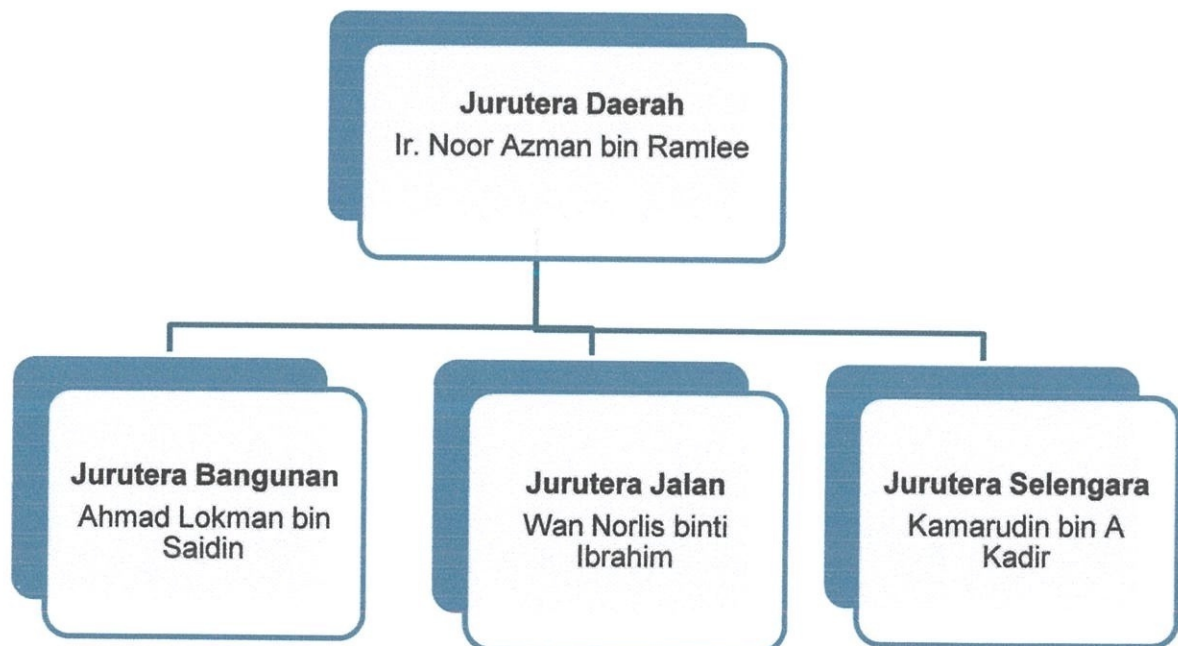 Jurutera Daerah
Ir. Noor Azman bin Ramlee
Jurutera Bangunan
Ahmad Lokman bin
Saidin
Jurutera Jalan
Wan Norlis binti
Ibrahim
Jurutera Selengara
Kamarudin bin A
Kadir